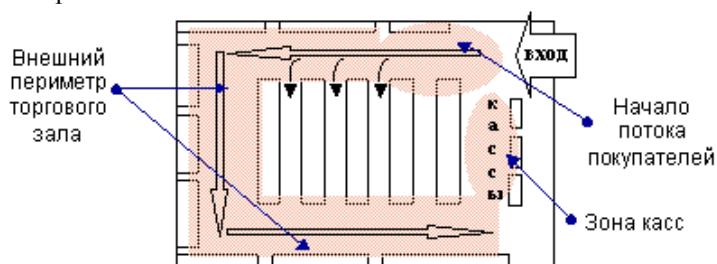 ВХОД
Внешний
периметр
торгового
зала
к
а
с
с
ы
Начало
потока
покупателей
Зона касс